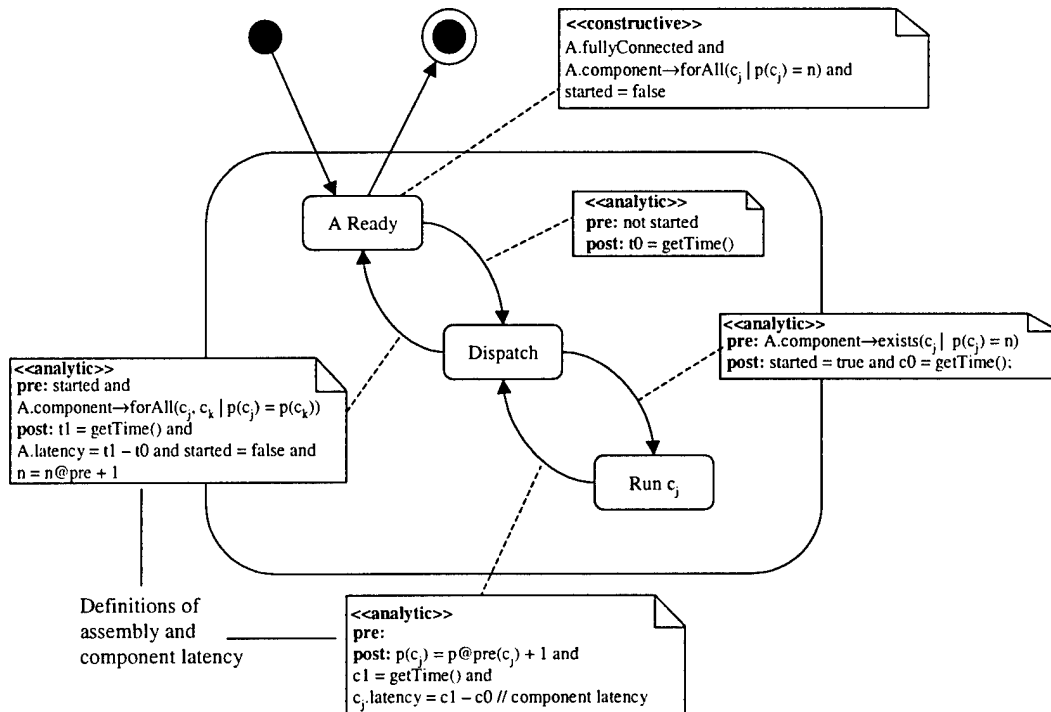 <<constructive>>
A.fullyConnected and
A.component→forAll(cj | p(cj) = n) and
started = false
A Ready
<<analytic>>
pre: not started
post: t0 = getTime()
Dispatch
<<analytic>>
pre: A.component→exists(cj | p(cj) = n)
post: started = true and c0 = getTime();
<<analytic>>
pre: started and
A.component→forAll(cj, ck | p(cj) = p(ck))
post: t1 = getTime() and
A.latency = t1 – t0 and started = false and
n = n@pre + 1
Run cj
Definitions of
assembly and
component latency
<<analytic>>
pre:
post: p(cj) = p@pre(cj) + 1 and
c1 = getTime() and
cj.latency = c1 – c0 // component latency